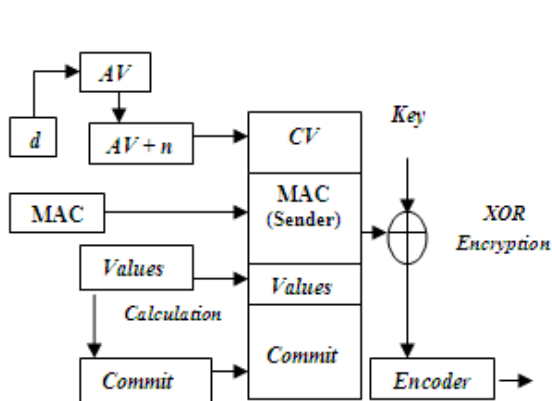 AV
d
AV + n
CV
Key
MAC
MAC
(Sender)
XOR
Encryption
Values
Values
Calculation
Commit
Commit
Encoder